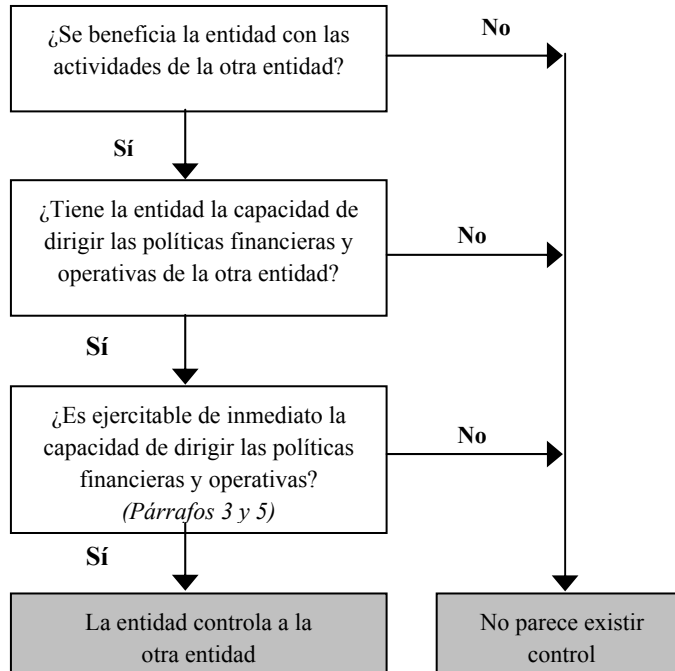 ¿Se beneficia la entidad con las
actividades de la otra entidad?
No
Sí
¿Tiene la entidad la capacidad de
dirigir las políticas financieras y
operativas de la otra entidad?
No
Sí
¿Es ejercitable de inmediato la
capacidad de dirigir las políticas
financieras y operativas?
(Párrafos 3 y 5)
No
Sí
La entidad controla a la
otra entidad
No parece existir
control